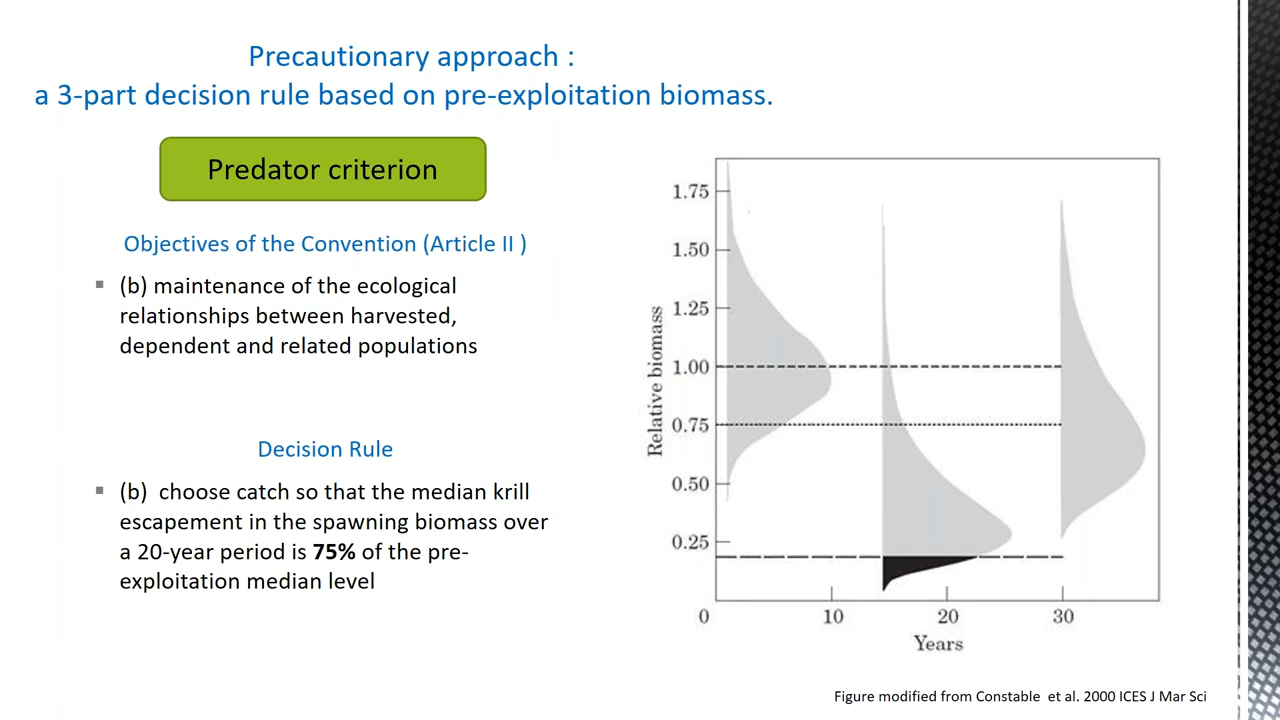 Precautionary approach :
a 3-part decision rule based on pre-exploitation biomass.
Predator criterion
Objectives of the Convention (Article II )
▪ (b) maintenance of the ecological
relationships between harvested,
dependent and related populations
Decision Rule
▪ (b) choose catch so that the median krill
escapement in the spawning biomass over
a 20-year period is 75% of the pre-
exploitation median level
Relative biomass
1.75
1.50
1.25
1.00
0.75
0.50
0.25
0 10 20 30
Years
Figure modified from Constable et al. 2000 ICES J Mar Sci